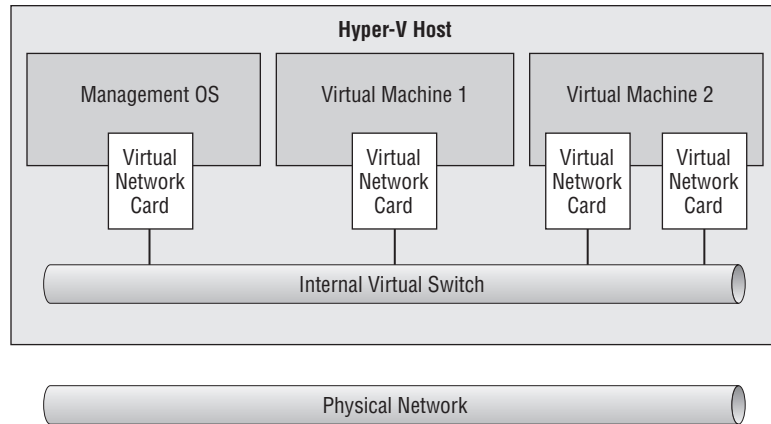 Hyper-V Host
Management OS
Virtual Machine 1
Virtual Machine 2
Virtual
Network
Card
Virtual
Network
Card
Virtual
Network
Card
Virtual
Network
Card
Internal Virtual Switch
Physical Network